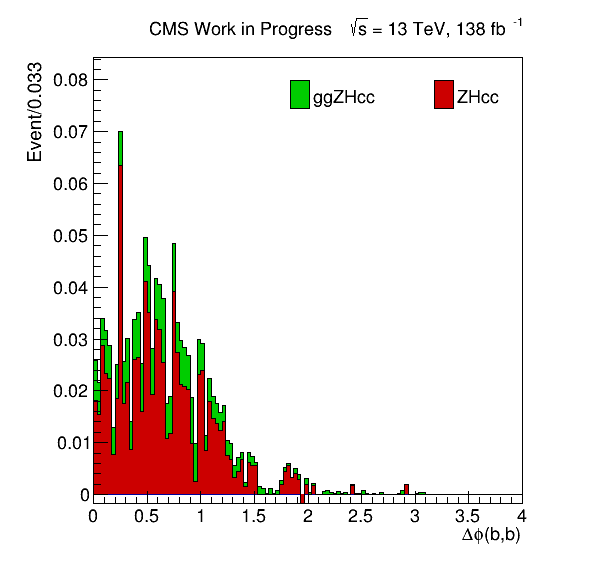 CMS Work in Progress √s = 13 TeV, 138 fb⁻¹
Event/0.033
ggZHcc ZHcc
0.08
0.07
0.06
0.05
0.04
0.03
0.02
0.01
0
0 0.5 1 1.5 2 2.5 3 3.5 4
Δϕ(b,b)